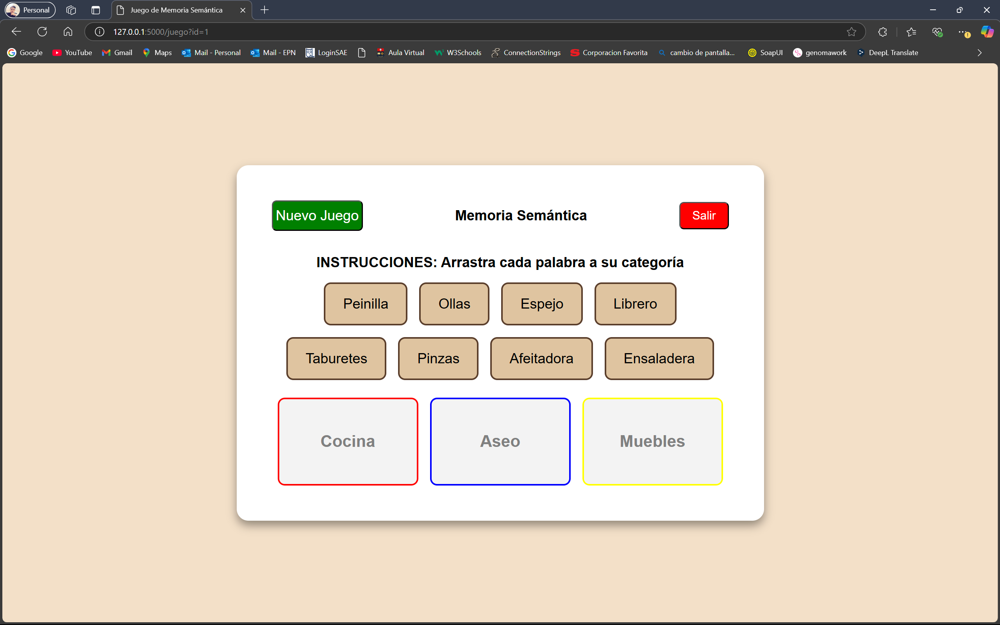 Personal
Juego de Memoria Semántica
127.0.0.1:5000/juego?id=1
Google YouTube Gmail Maps Mail - Personal Mail - EPN LoginSAE Aula Virtual W3Schools ConnectionStrings Corporacion Favorita cambio de pantalla... SoapUI genomawork DeepL Translate
Nuevo Juego
Memoria Semántica
Salir
INSTRUCCIONES: Arrastra cada palabra a su categoría
Peinilla Ollas Espejo Librero
Taburetes Pinzas Afeitadora Ensaladera
Cocina Aseo Muebles